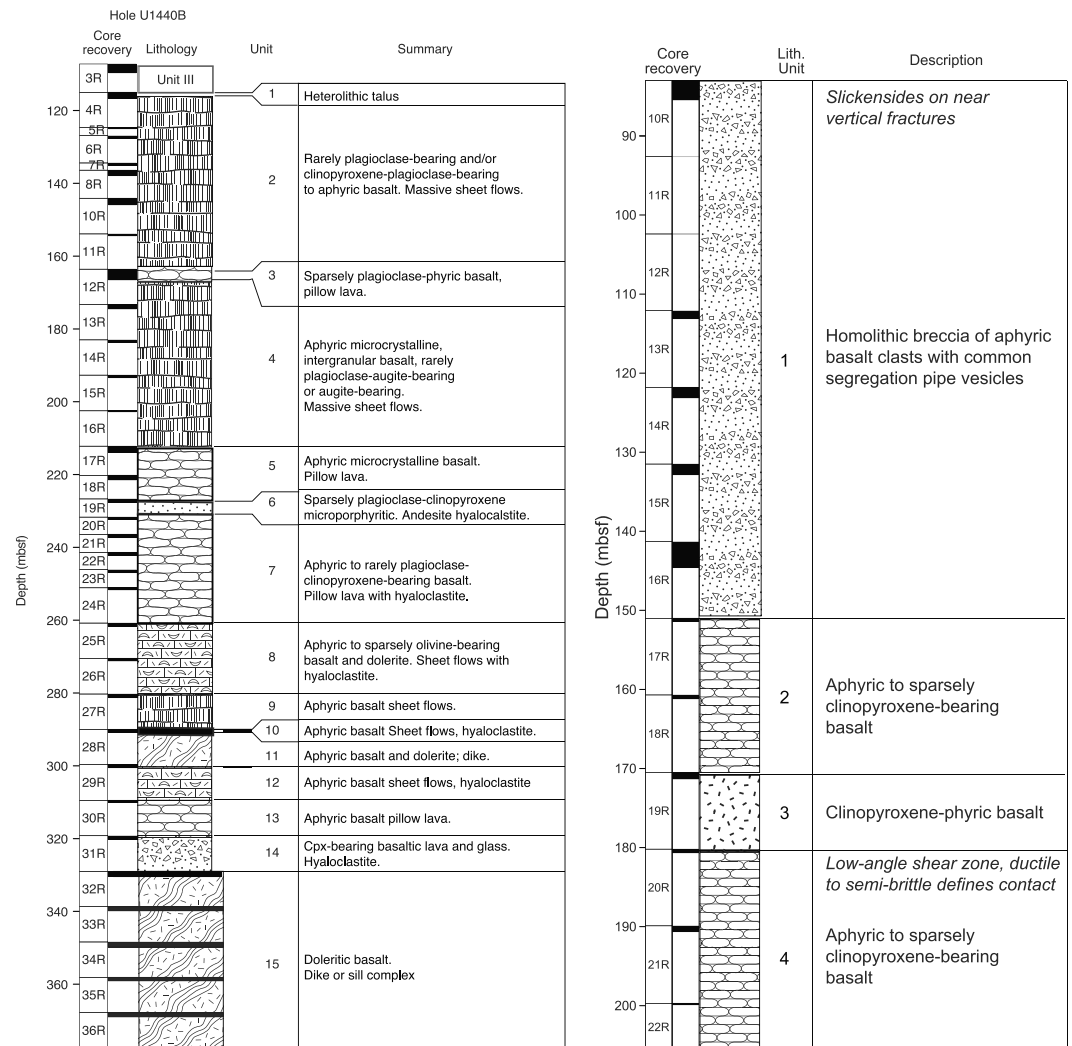 Hole U1440B
Core
recovery
Lithology
Unit
Summary
Depth (mbsf)
120
140
160
180
200
220
240
260
280
300
320
340
360
3R
4R
5R
6R
7R
8R
10R
11R
12R
13R
14R
15R
16R
17R
18R
19R
20R
21R
22R
23R
24R
25R
26R
27R
28R
29R
30R
31R
32R
33R
34R
35R
36R
Unit III
1
Heterolithic talus
2
Rarely plagioclase-bearing and/or
clinopyroxene-plagioclase-bearing
to aphyric basalt. Massive sheet flows.
3
Sparsely plagioclase-phyric basalt,
pillow lava.
4
Aphyric microcrystalline,
intergranular basalt, rarely
plagioclase-augite-bearing
or augite-bearing.
Massive sheet flows.
5
Aphyric microcrystalline basalt.
Pillow lava.
6
Sparsely plagioclase-clinopyroxene
microporphyritic. Andesite hyalocalstite.
7
Aphyric to rarely plagioclase-
clinopyroxene-bearing basalt.
Pillow lava with hyaloclastite.
8
Aphyric to sparsely olivine-bearing
basalt and dolerite. Sheet flows with
hyaloclastite.
9
Aphyric basalt sheet flows.
10
Aphyric basalt Sheet flows, hyaloclastite.
11
Aphyric basalt and dolerite; dike.
12
Aphyric basalt sheet flows, hyaloclastite
13
Aphyric basalt pillow lava.
14
Cpx-bearing basaltic lava and glass.
Hyaloclastite.
15
Doleritic basalt.
Dike or sill complex
Core
recovery
Lith.
Unit
Description
Depth (mbsf)
90
100
110
120
130
140
150
160
170
180
190
200
10R
11R
12R
13R
14R
15R
16R
17R
18R
19R
20R
21R
22R
Slickensides on near
vertical fractures
1
Homolithic breccia of aphyric
basalt clasts with common
segregation pipe vesicles
2
Aphyric to sparsely
clinopyroxene-bearing
basalt
3
Clinopyroxene-phyric basalt
Low-angle shear zone, ductile
to semi-brittle defines contact
4
Aphyric to sparsely
clinopyroxene-bearing
basalt